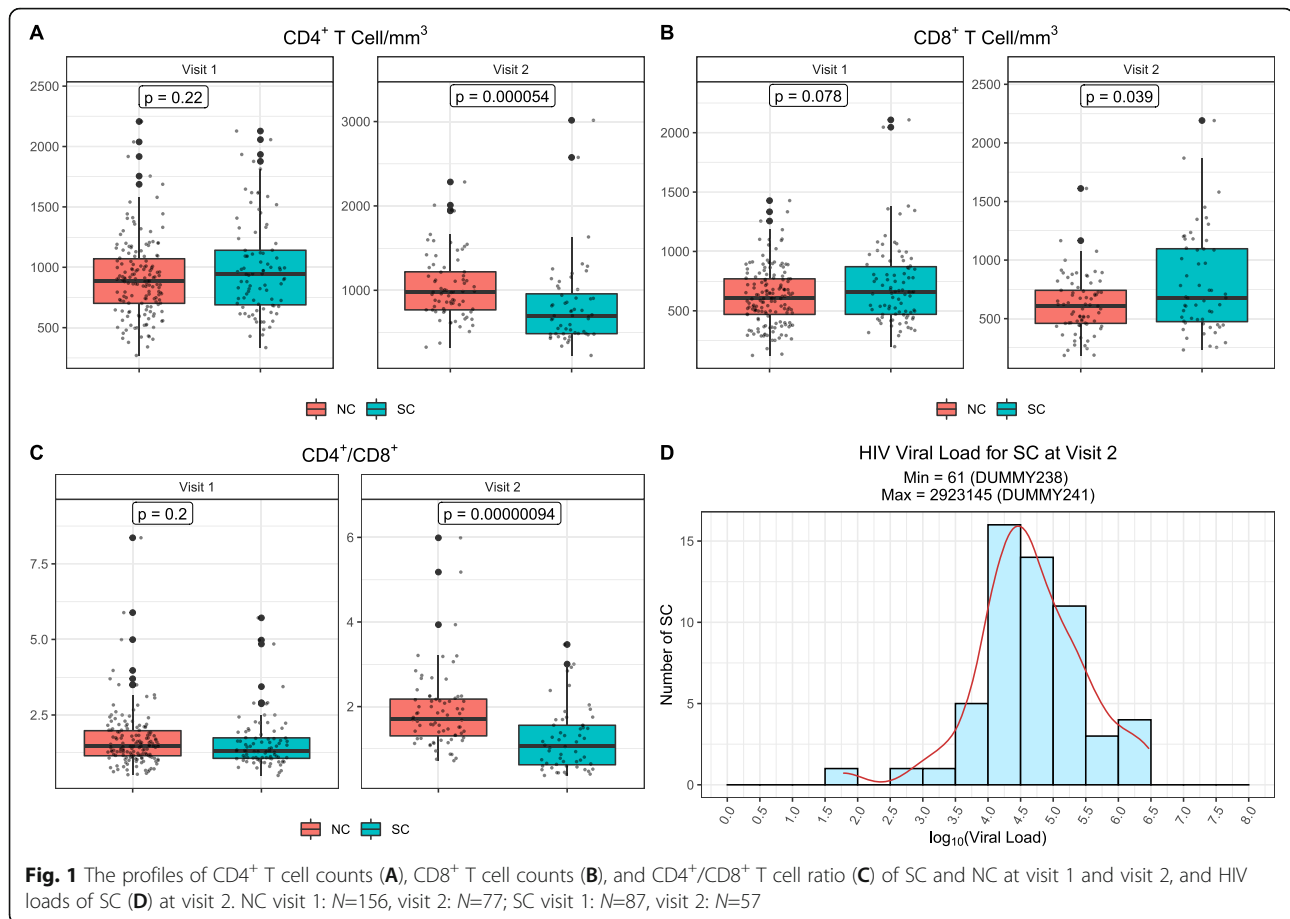 A
CD4⁺ T Cell/mm³
Visit 1
Visit 2
p = 0.22
p = 0.000054
2500
2000
1500
1000
500
3000
2000
1000
NC SC
B
CD8⁺ T Cell/mm³
Visit 1
Visit 2
p = 0.078
p = 0.039
2000
1500
1000
500
2500
2000
1500
1000
500
NC SC
C
CD4⁺/CD8⁺
Visit 1
Visit 2
p = 0.2
p = 0.00000094
7.5
5.0
2.5
6
4
2
NC SC
D
HIV Viral Load for SC at Visit 2
Min = 61 (DUMMY238)
Max = 2923145 (DUMMY241)
Number of SC
15
10
5
0
0.0 0.5 1.0 1.5 2.0 2.5 3.0 3.5 4.0 4.5 5.0 5.5 6.0 6.5 7.0 7.5 8.0
log₁₀(Viral Load)
Fig. 1 The profiles of CD4⁺ T cell counts (A), CD8⁺ T cell counts (B), and CD4⁺/CD8⁺ T cell ratio (C) of SC and NC at visit 1 and visit 2, and HIV
loads of SC (D) at visit 2. NC visit 1: N=156, visit 2: N=77; SC visit 1: N=87, visit 2: N=57